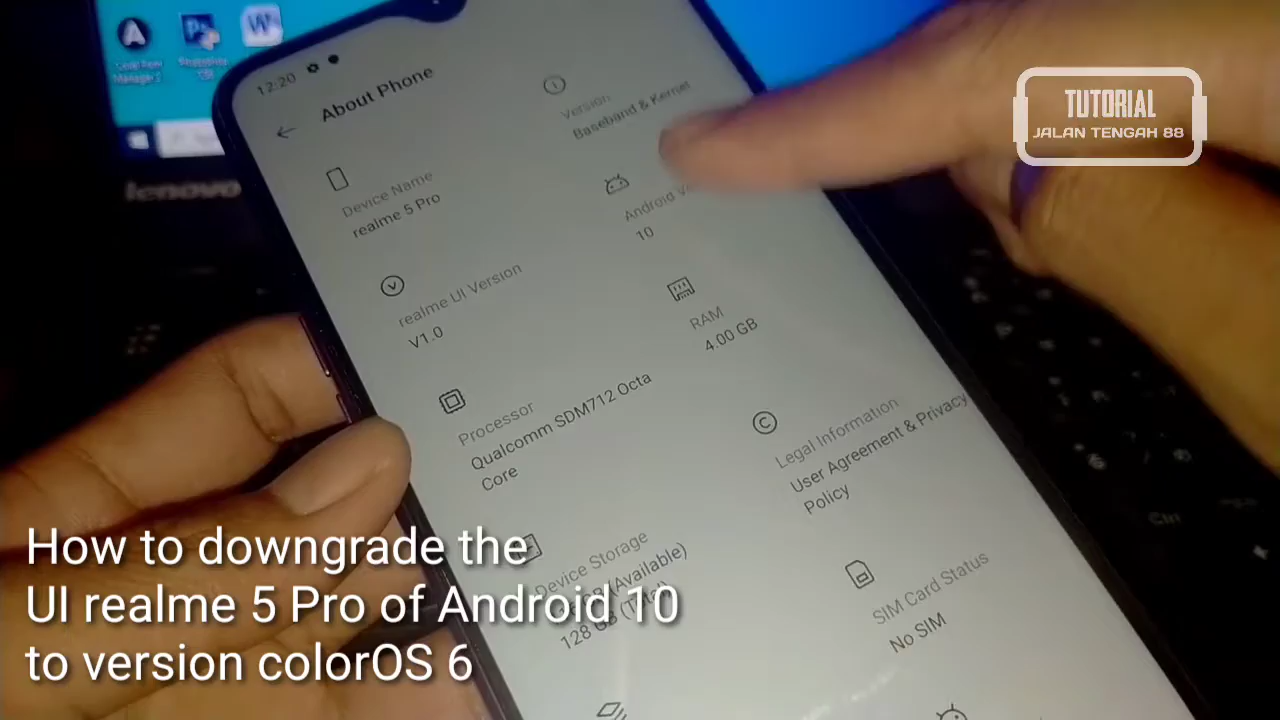 12:20
About Phone
Version
Baseband & Kernel
Device Name
realme 5 Pro
Android
10
realme UI Version
V1.0
RAM
4.00 GB
Processor
Qualcomm SDM712 Octa
Core
Legal Information
User Agreement & Privacy
Policy
Device Storage
GB (Available)
128 GB (Total)
SIM Card Status
No SIM
lenovo
Ctrl
TUTORIAL
JALAN TENGAH 88
How to downgrade the
UI realme 5 Pro of Android 10
to version colorOS 6